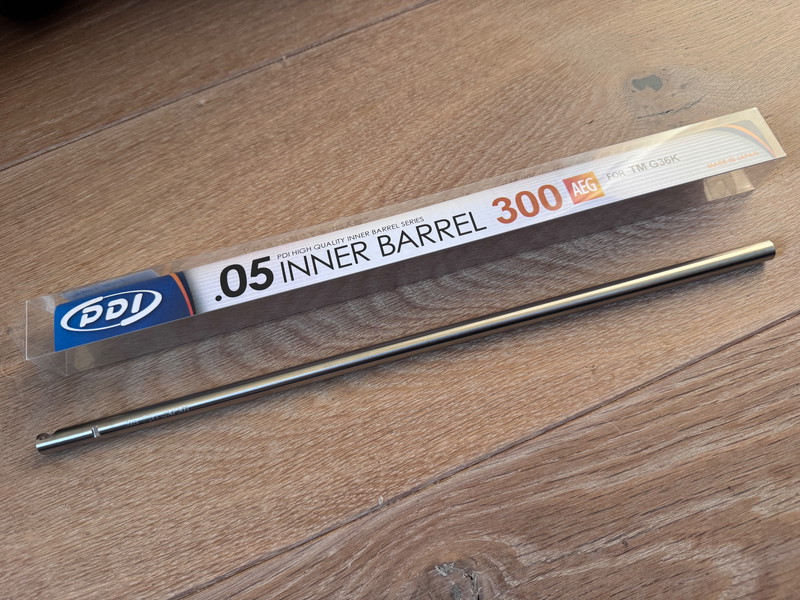 PDI
.05
PDI HIGH QUALITY INNER BARREL SERIES
INNER BARREL
300
AEG
FOR TM G36K
MADE IN JAPAN